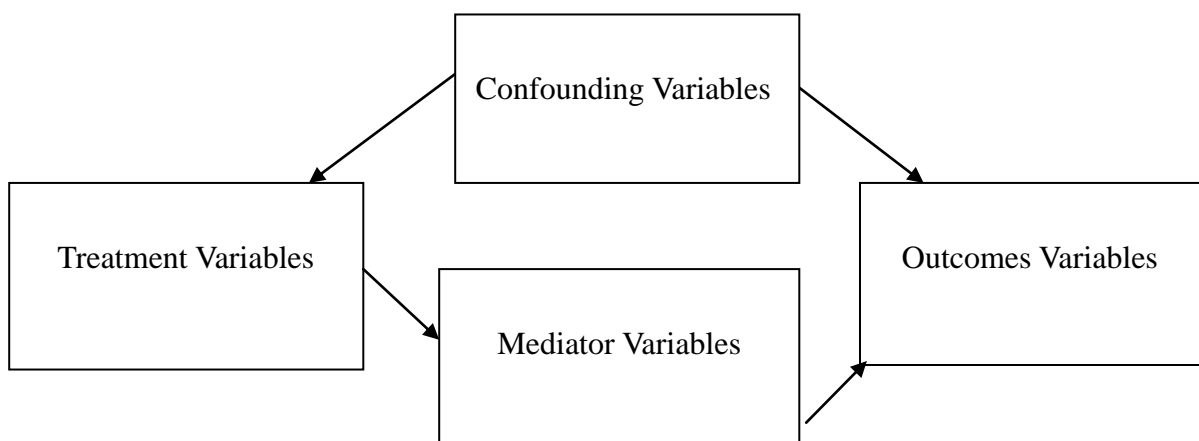 Confounding Variables
Treatment Variables
Outcomes Variables
Mediator Variables